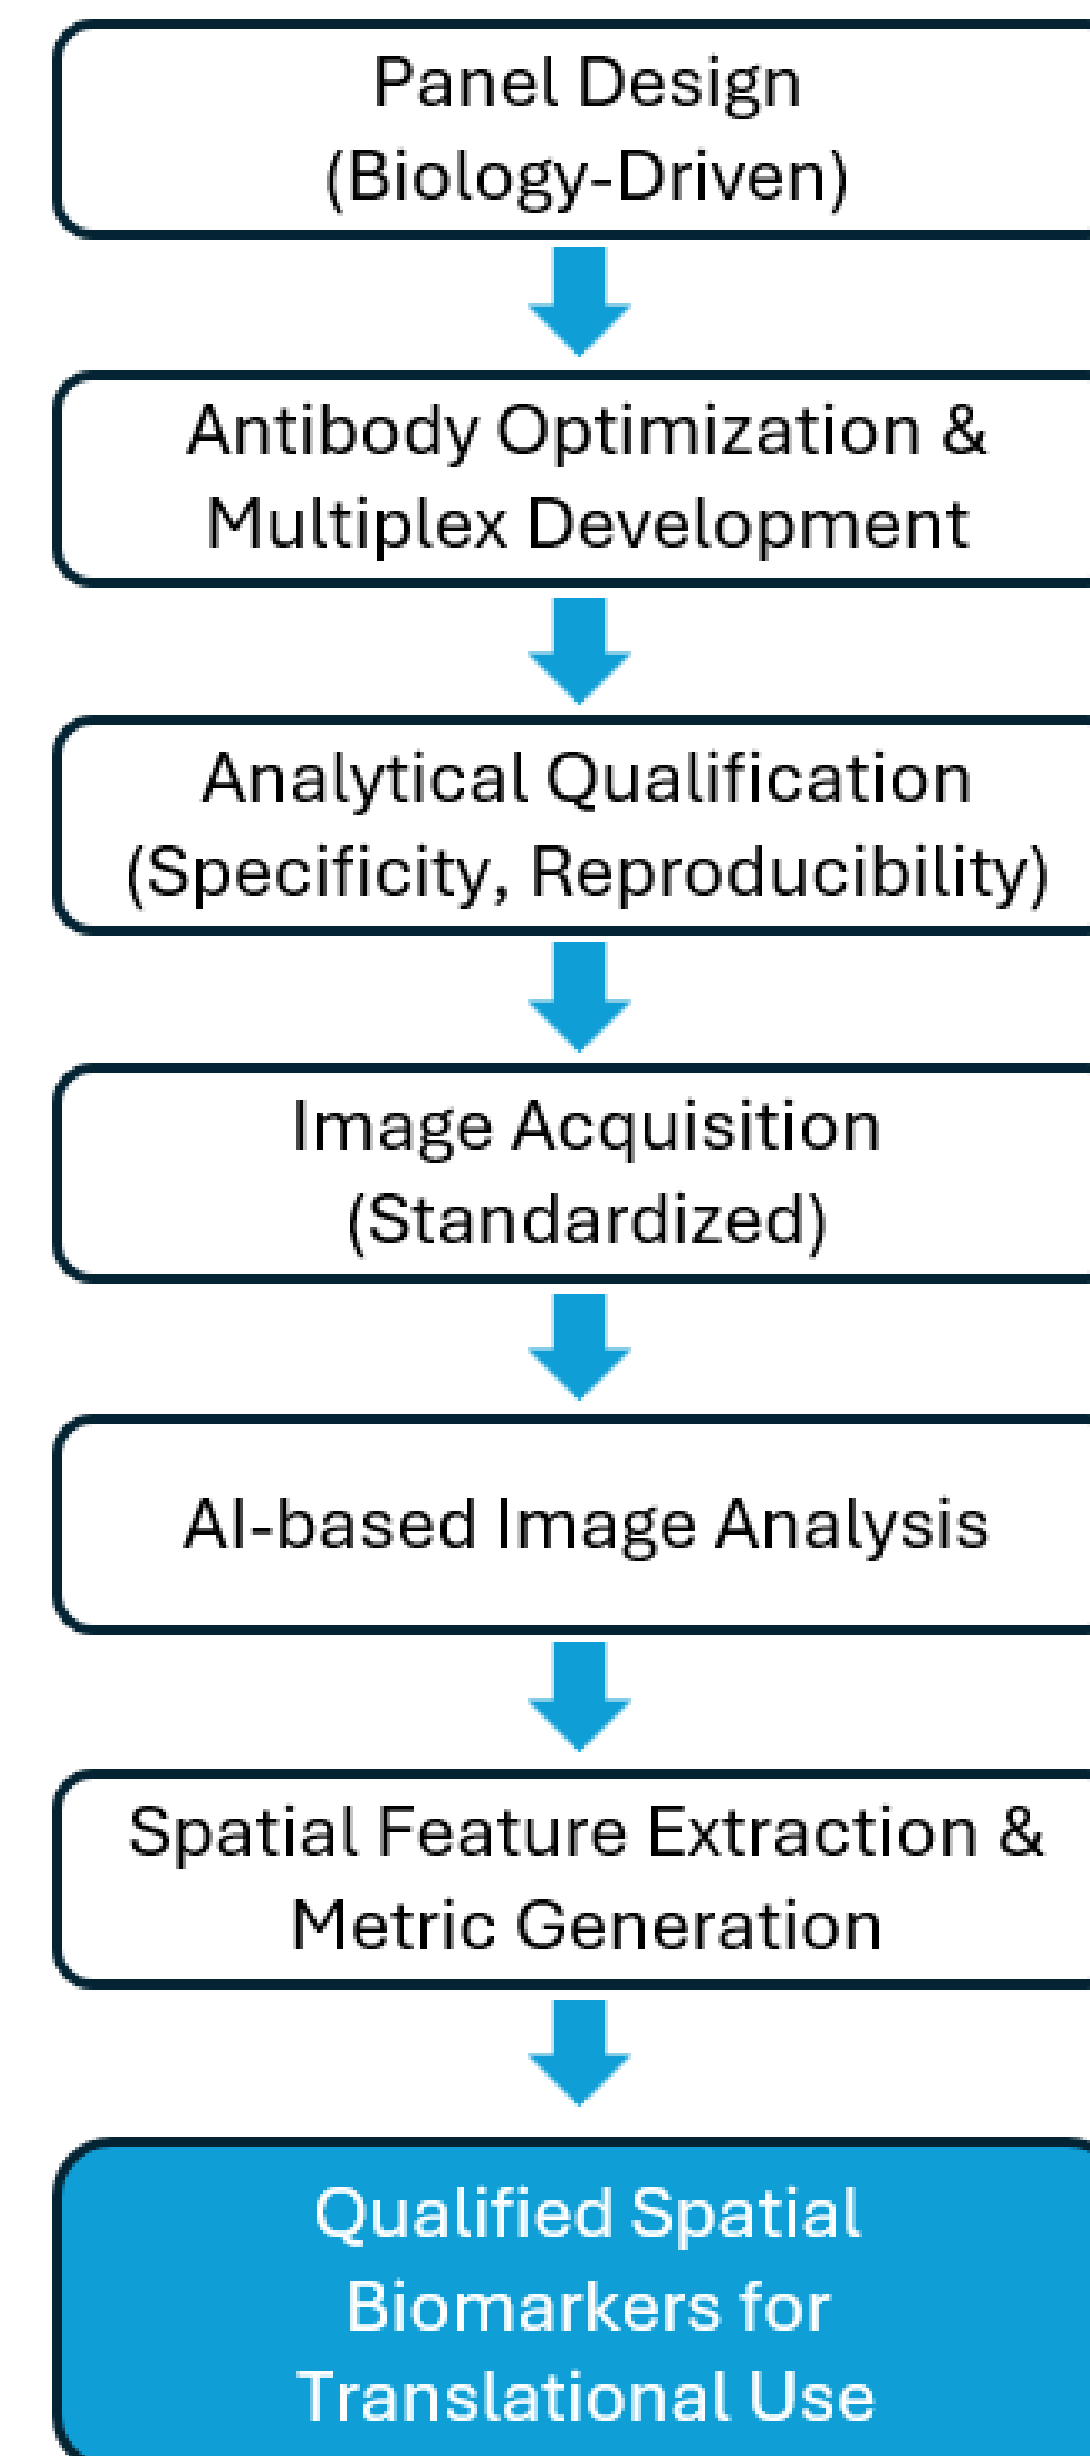 Panel Design
(Biology-Driven)
Antibody Optimization &
Multiplex Development
Analytical Qualification
(Specificity, Reproducibility)
Image Acquisition
(Standardized)
AI-based Image Analysis
Spatial Feature Extraction &
Metric Generation
Qualified Spatial
Biomarkers for
Translational Use